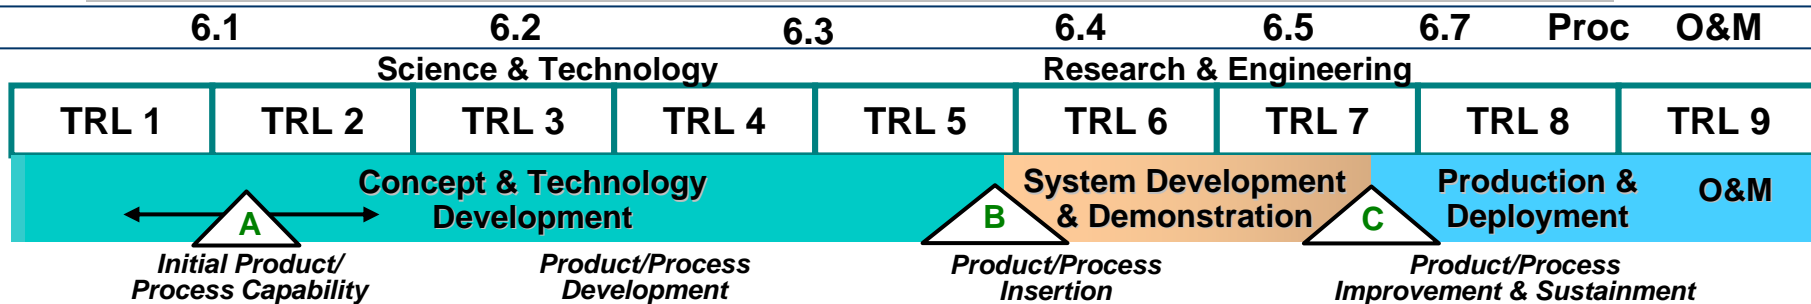 6.1 6.2 6.3 6.4 6.5 6.7 Proc O&M
Science & Technology Research & Engineering
TRL 1 TRL 2 TRL 3 TRL 4 TRL 5 TRL 6 TRL 7 TRL 8 TRL 9
Concept & Technology
Development
System Development
& Demonstration
Production &
Deployment
O&M
A
B
C
Initial Product/
Process Capability
Product/Process
Development
Product/Process
Insertion
Product/Process
Improvement & Sustainment